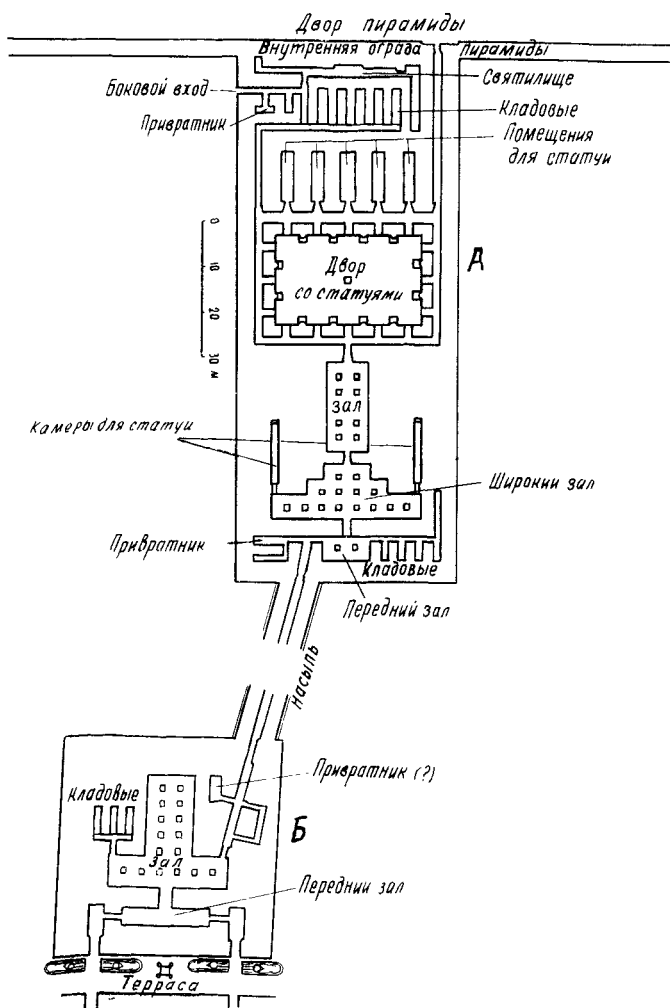 Двор пирамиды
Внутренняя ограда пирамиды
Святилище
Боковой вход
Кладовые
Привратник
Помещения
для статуи
0
10
20
30 м
А
Двор
со статуями
Зал
Камеры для статуи
Широкий зал
Привратник
Кладовые
Передний зал
Насыпь
Привратник (?)
Кладовые
Б
Зал
Передний зал
Терраса